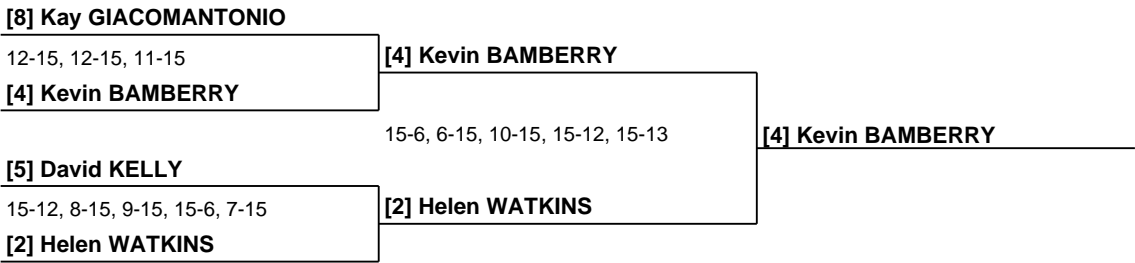 [8] Kay GIACOMANTONIO
12-15, 12-15, 11-15
[4] Kevin BAMBERRY
[4] Kevin BAMBERRY
15-6, 6-15, 10-15, 15-12, 15-13
[4] Kevin BAMBERRY
[5] David KELLY
15-12, 8-15, 9-15, 15-6, 7-15
[2] Helen WATKINS
[2] Helen WATKINS